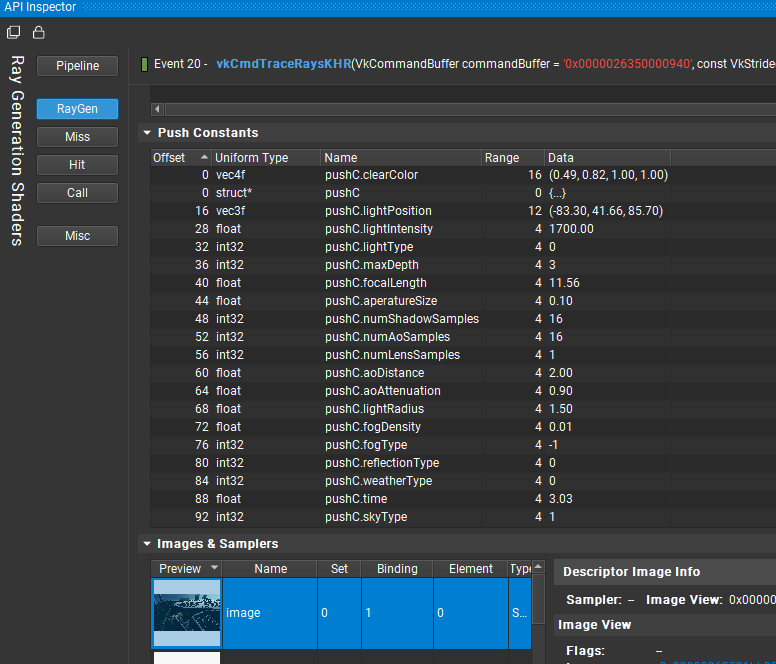 API Inspector
Ray Generation Shaders
Pipeline
RayGen
Miss
Hit
Call
Misc
Event 20 - vkCmdTraceRaysKHR(VkCommandBuffer commandBuffer = '0x0000026350000940', const VkStride
Push Constants
Offset Uniform Type Name Range Data
0 vec4f pushC.clearColor 16 (0.49, 0.82, 1.00, 1.00)
0 struct* pushC 0 {...}
16 vec3f pushC.lightPosition 12 (-83.30, 41.66, 85.70)
28 float pushC.lightIntensity 4 1700.00
32 int32 pushC.lightType 4 0
36 int32 pushC.maxDepth 4 3
40 float pushC.focalLength 4 11.56
44 float pushC.aperatureSize 4 0.10
48 int32 pushC.numShadowSamples 4 16
52 int32 pushC.numAoSamples 4 16
56 int32 pushC.numLensSamples 4 1
60 float pushC.aoDistance 4 2.00
64 float pushC.aoAttenuation 4 0.90
68 float pushC.lightRadius 4 1.50
72 float pushC.fogDensity 4 0.01
76 int32 pushC.fogType 4 -1
80 int32 pushC.reflectionType 4 0
84 int32 pushC.weatherType 4 0
88 float pushC.time 4 3.03
92 int32 pushC.skyType 4 1
Images & Samplers
Preview Name Set Binding Element Type
image 0 1 0 S...
Descriptor Image Info
Sampler: -- Image View: 0x00000
Image View
Flags: --